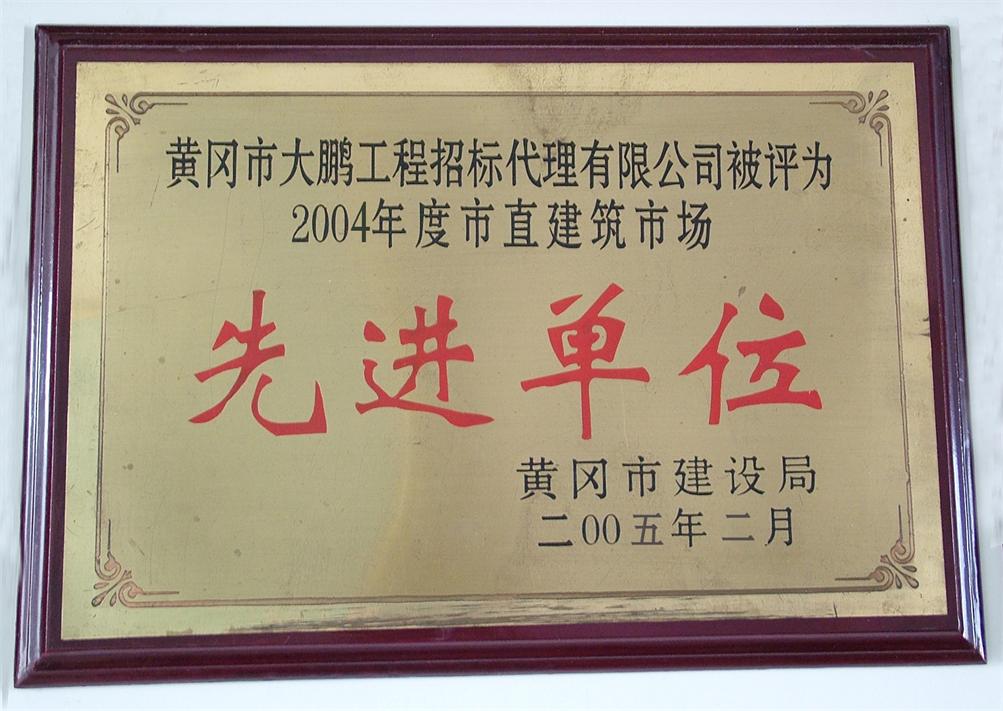 黄冈市大鹏工程招标代理有限公司被评为
2004年度市直建筑市场
先进单位
黄冈市建设局
二00五年二月